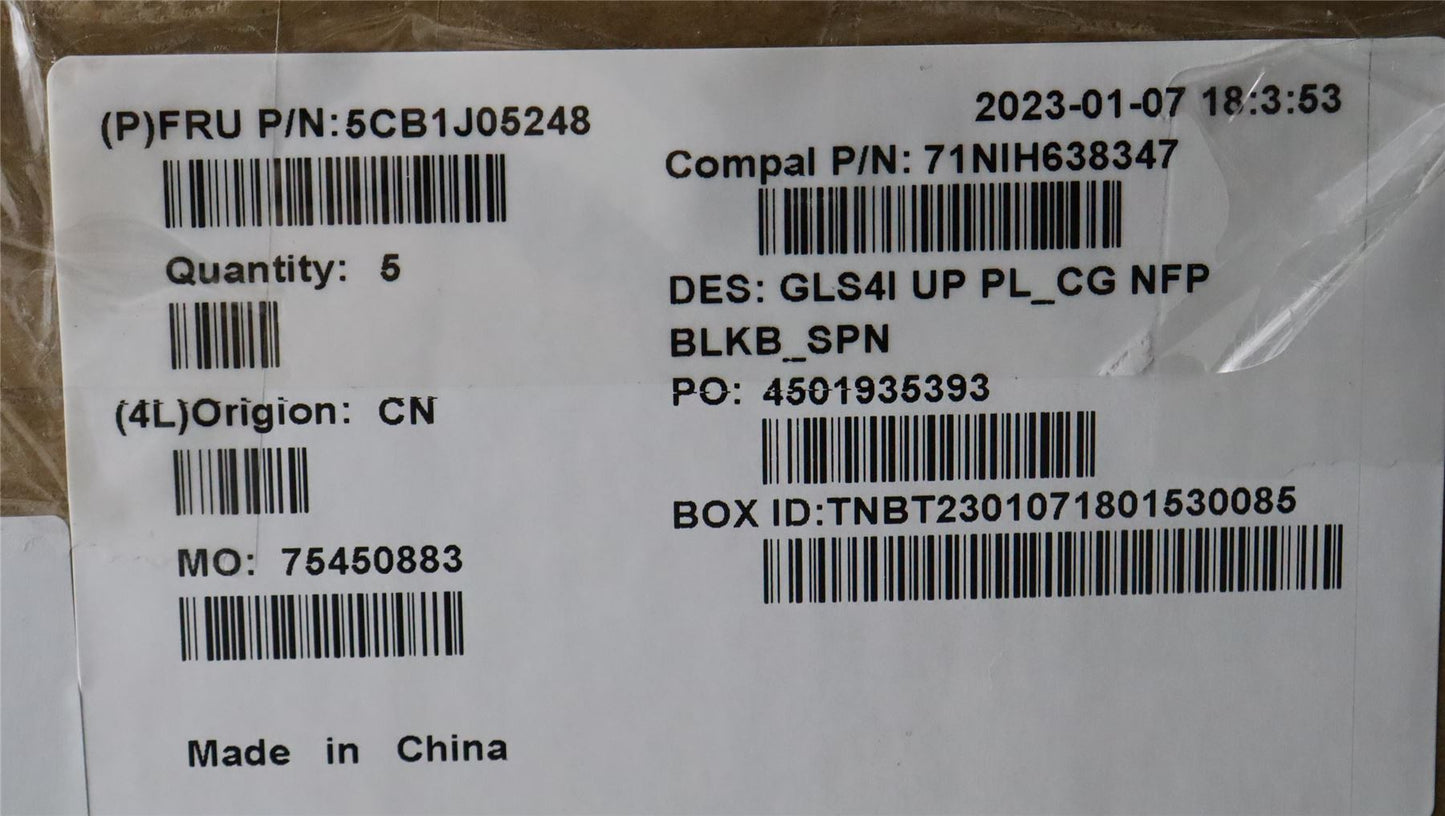 2023-01-07 18:3:53
(P)FRU P/N:5CB1J05248
Compal P/N: 71NIH638347
Quantity: 5
DES: GLS4I UP PL_CG NFP
BLKB_SPN
(4L)Origion: CN
PO: 4501935393
BOX ID:TNBT2301071801530085
MO: 75450883
Made in China